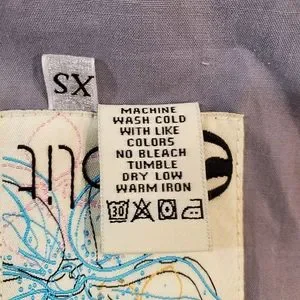 XS
MACHINE
WASH COLD
WITH LIKE
COLORS
NO BLEACH
TUMBLE
DRY LOW
WARM IRON
30